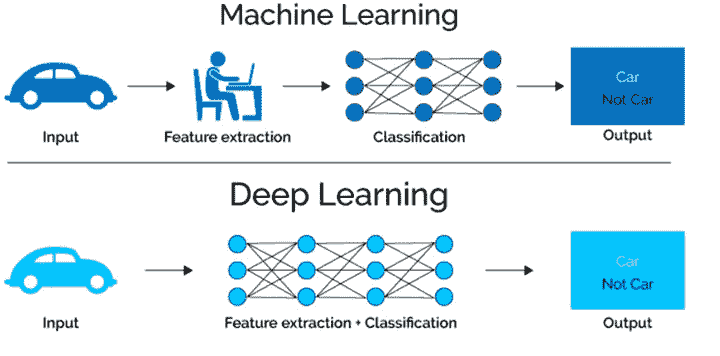 Machine Learning
Car
Not Car
Input
Feature extraction
Classification
Output
Deep Learning
Car
Not Car
Input
Feature extraction + Classification
Output